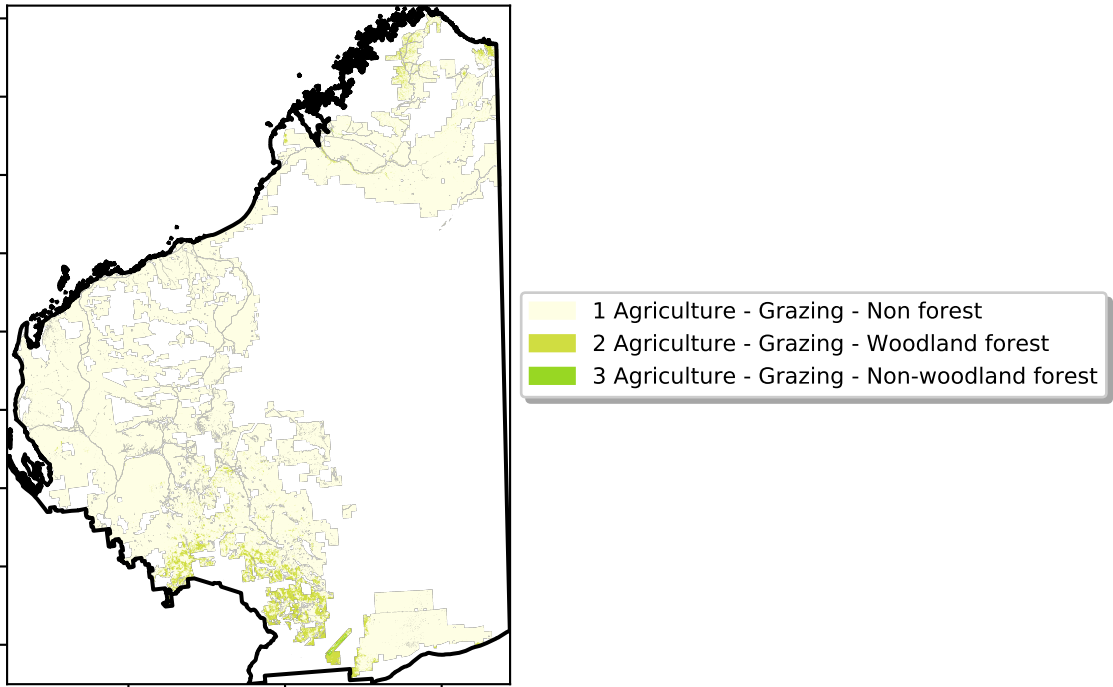 1 Agriculture - Grazing - Non forest
2 Agriculture - Grazing - Woodland forest
3 Agriculture - Grazing - Non-woodland forest